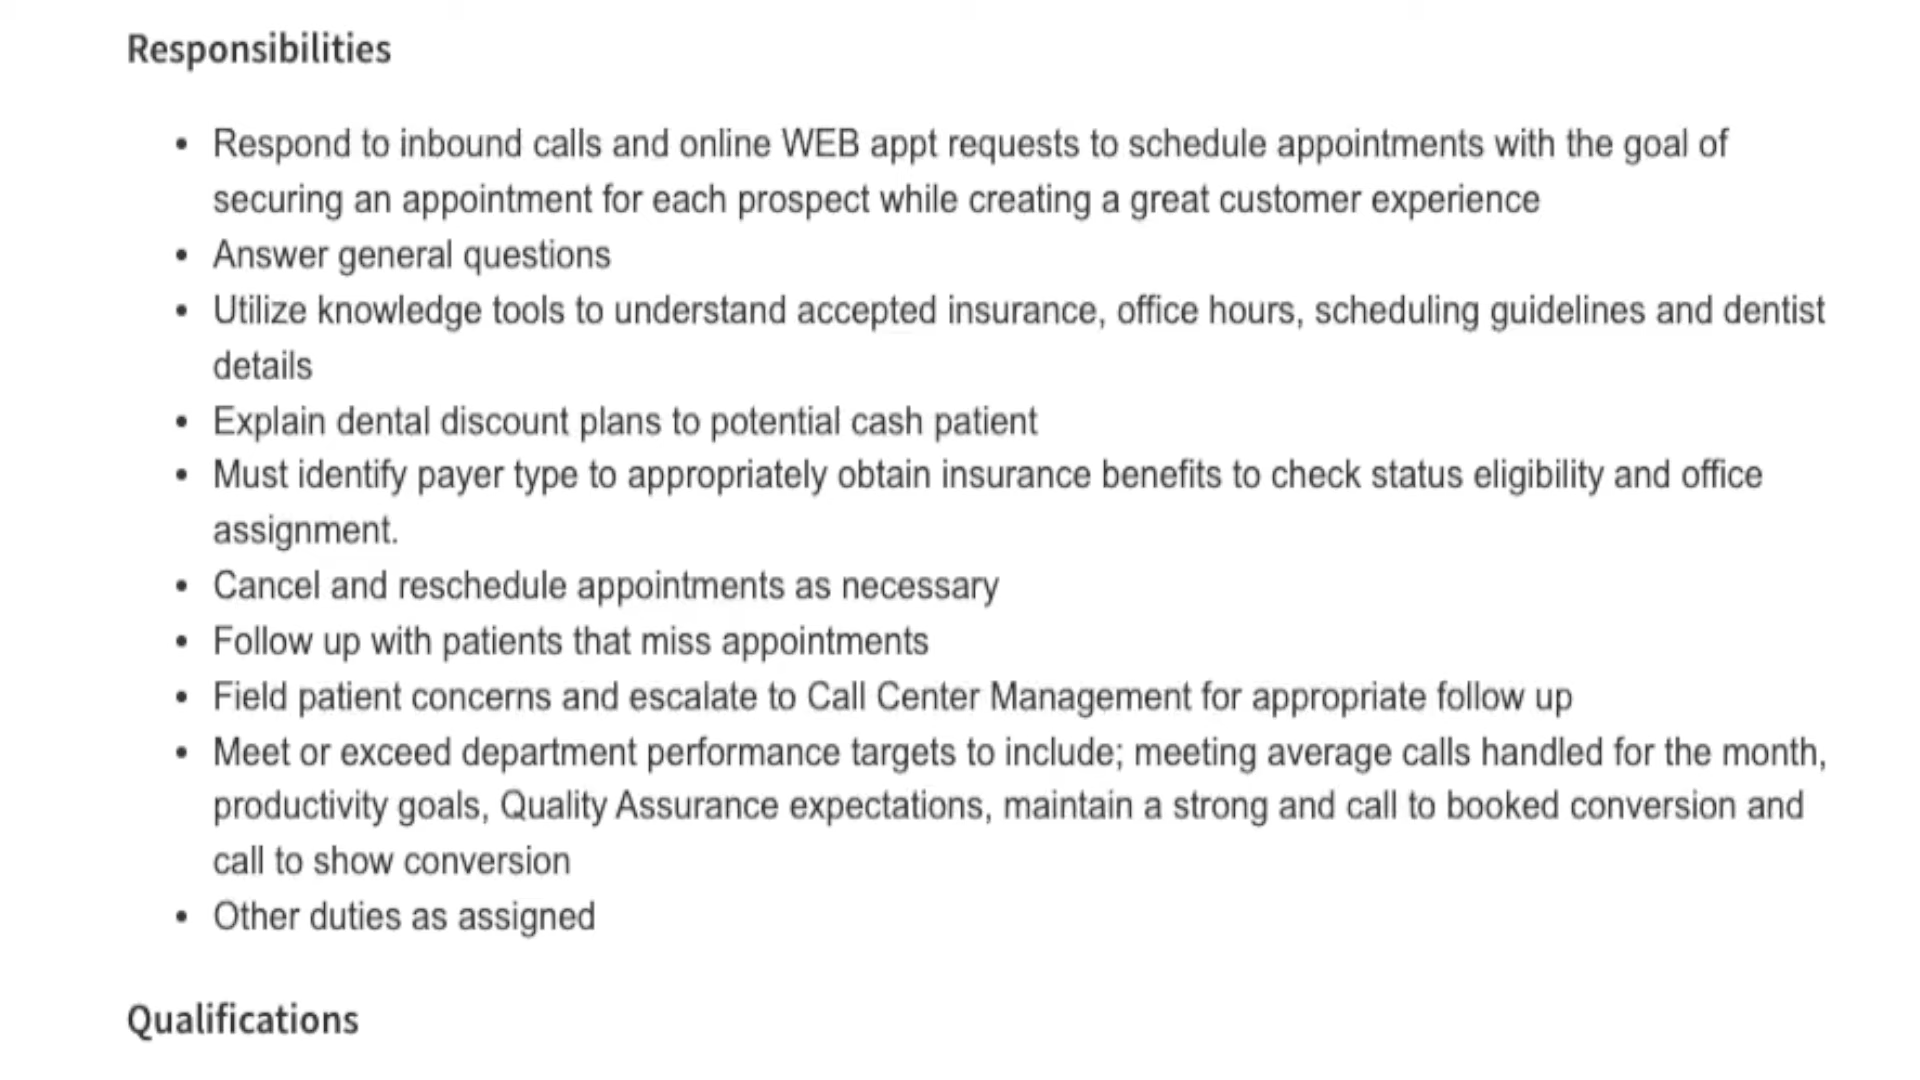 Responsibilities
• Respond to inbound calls and online WEB appt requests to schedule appointments with the goal of
securing an appointment for each prospect while creating a great customer experience
• Answer general questions
• Utilize knowledge tools to understand accepted insurance, office hours, scheduling guidelines and dentist
details
• Explain dental discount plans to potential cash patient
• Must identify payer type to appropriately obtain insurance benefits to check status eligibility and office
assignment.
• Cancel and reschedule appointments as necessary
• Follow up with patients that miss appointments
• Field patient concerns and escalate to Call Center Management for appropriate follow up
• Meet or exceed department performance targets to include; meeting average calls handled for the month,
productivity goals, Quality Assurance expectations, maintain a strong and call to booked conversion and
call to show conversion
• Other duties as assigned
Qualifications